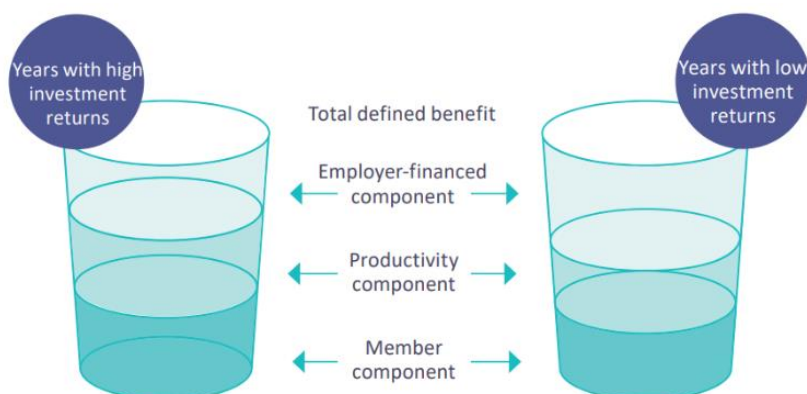 Years with high
investment
returns
Years with low
investment
returns
Total defined benefit
Employer-financed
component
Productivity
component
Member
component